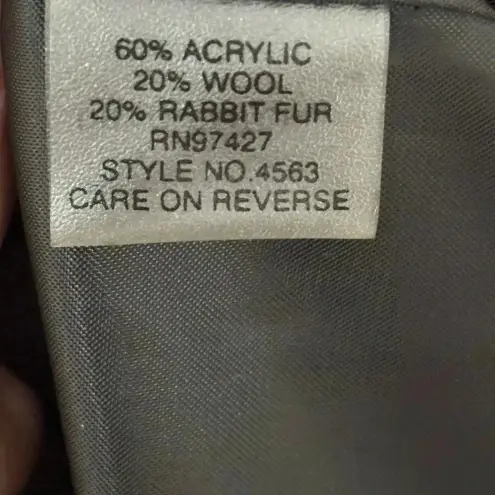 60% ACRYLIC
20% WOOL
20% RABBIT FUR
RN97427
STYLE NO.4563
CARE ON REVERSE